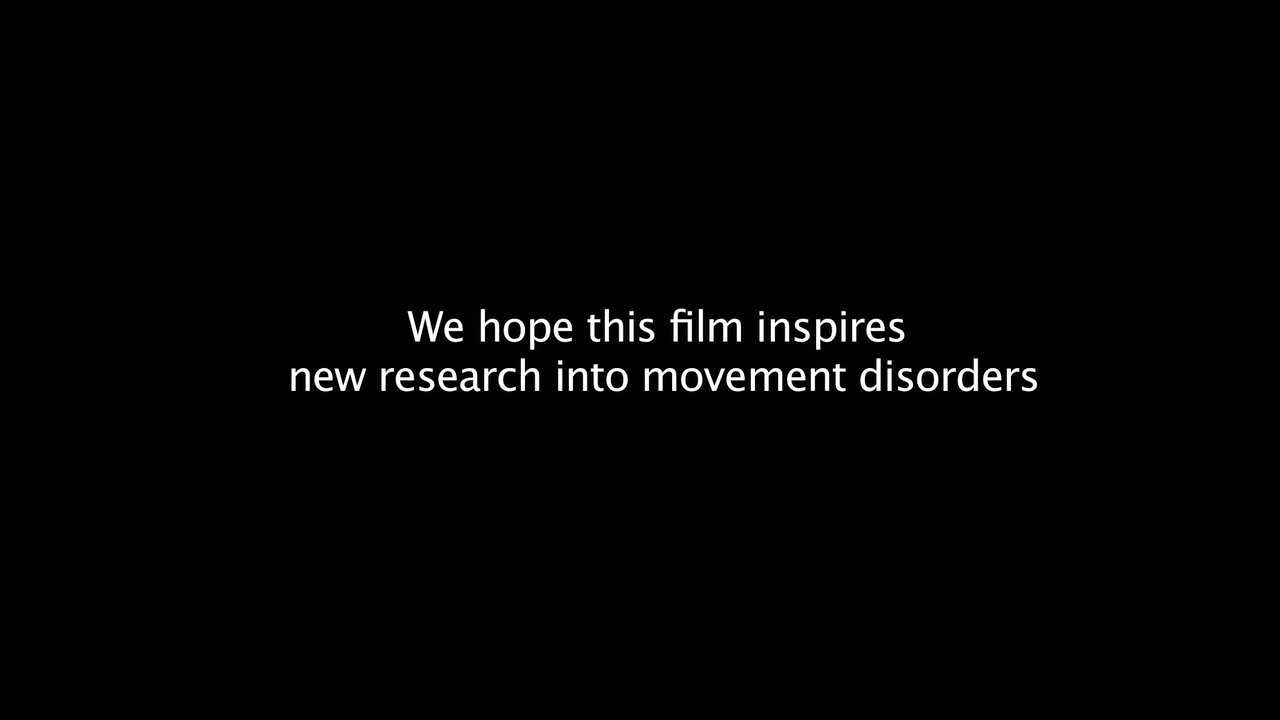 We hope this film inspires
new research into movement disorders